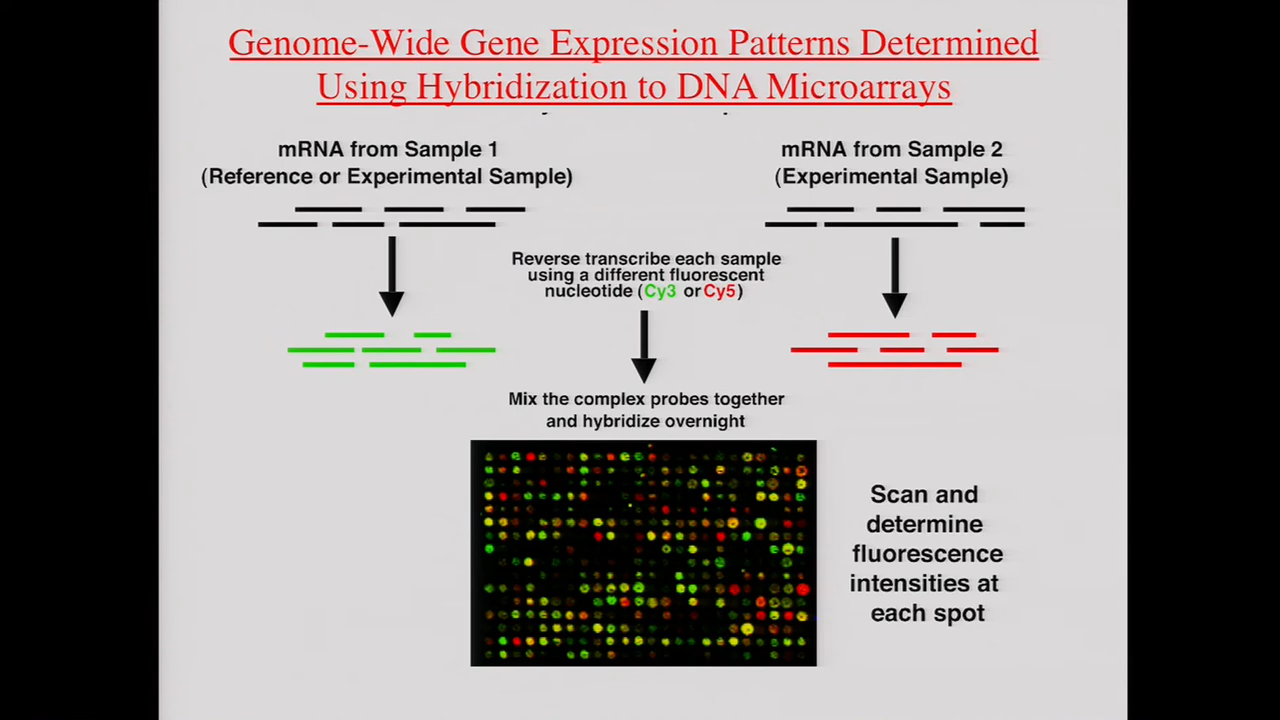 Genome-Wide Gene Expression Patterns Determined
Using Hybridization to DNA Microarrays
mRNA from Sample 1
(Reference or Experimental Sample)
mRNA from Sample 2
(Experimental Sample)
Reverse transcribe each sample
using a different fluorescent
nucleotide (Cy3 or Cy5)
Mix the complex probes together
and hybridize overnight
Scan and
determine
fluorescence
intensities at
each spot